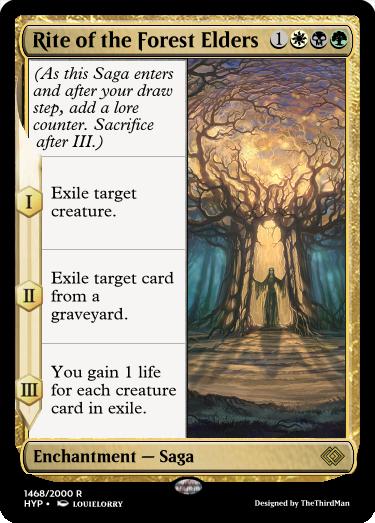 Rite of the Forest Elders 1
(As this Saga enters
and after your draw
step, add a lore
counter. Sacrifice
after III.)
I
Exile target
creature.
II
Exile target card
from a
graveyard.
III
You gain 1 life
for each creature
card in exile.
Enchantment — Saga
1468/2000 R
HYP • LOUIELORRY
Designed by TheThirdMan